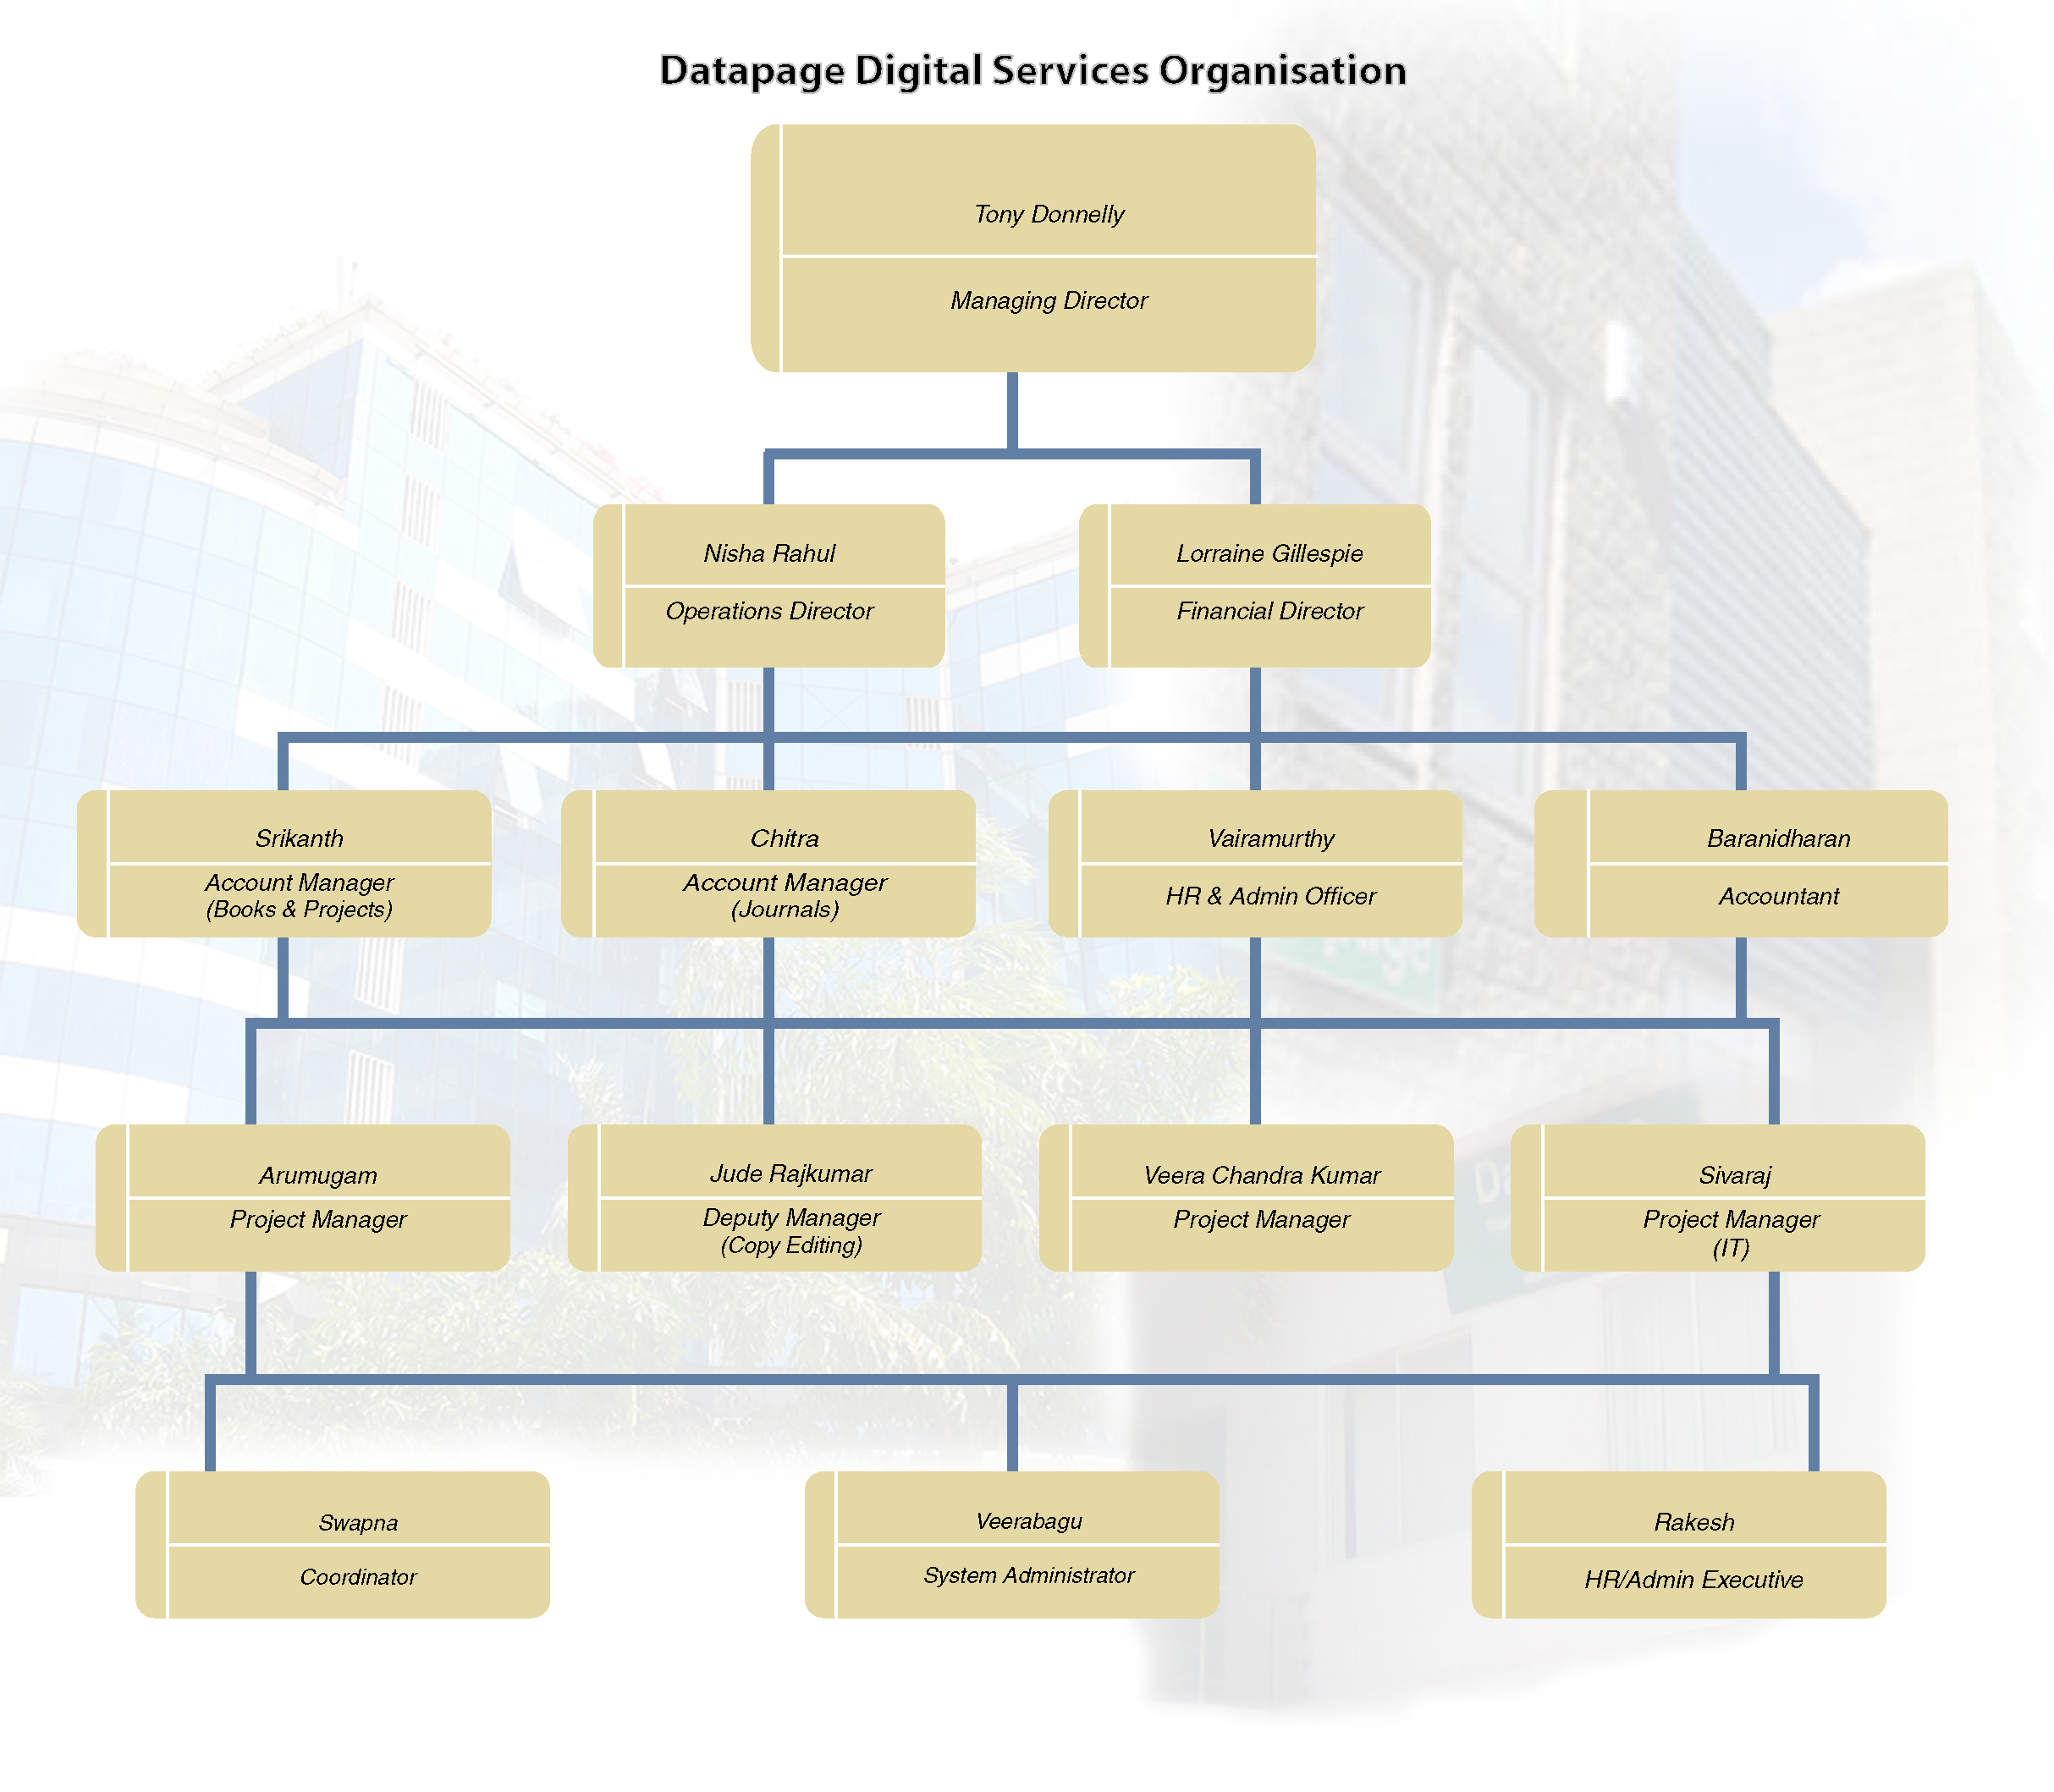 Datapage Digital Services Organisation
Tony Donnelly
Managing Director
Nisha Rahul
Operations Director
Lorraine Gillespie
Financial Director
Srikanth
Account Manager
(Books & Projects)
Chitra
Account Manager
(Journals)
Vairamurthy
HR & Admin Officer
Baranidharan
Accountant
Arumugam
Project Manager
Jude Rajkumar
Deputy Manager
(Copy Editing)
Veera Chandra Kumar
Project Manager
Sivaraj
Project Manager
(IT)
Swapna
Coordinator
Veerabagu
System Administrator
Rakesh
HR/Admin Executive